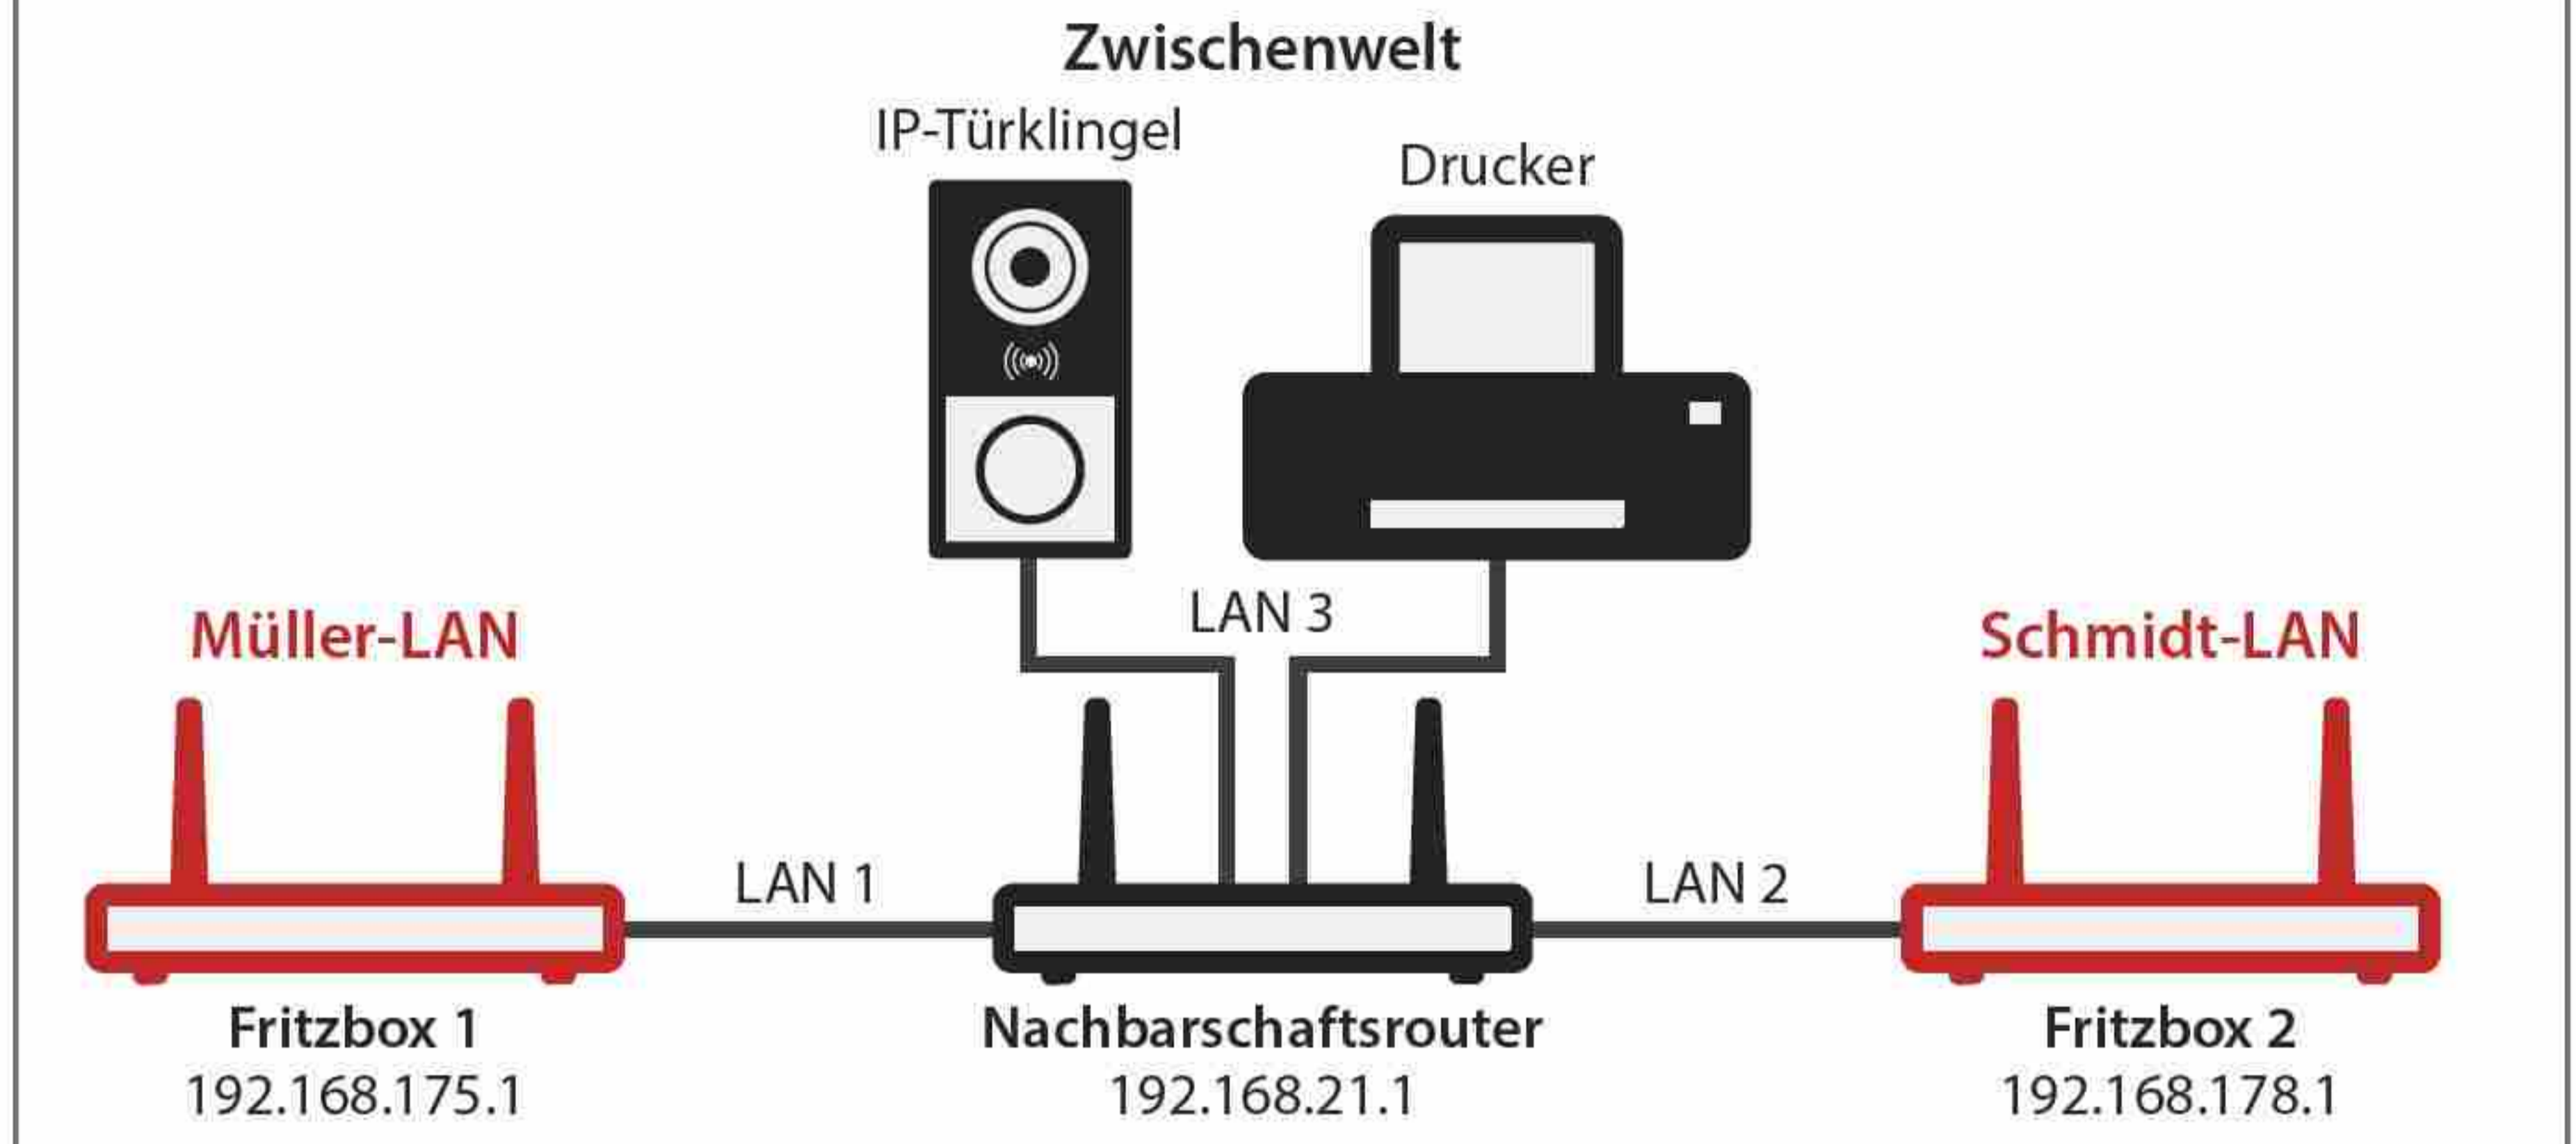 Zwischenwelt
IP-Türklingel
Drucker
LAN 3
Müller-LAN
Schmidt-LAN
LAN 1
LAN 2
Fritzbox 1
192.168.175.1
Nachbarschaftsrouter
192.168.21.1
Fritzbox 2
192.168.178.1